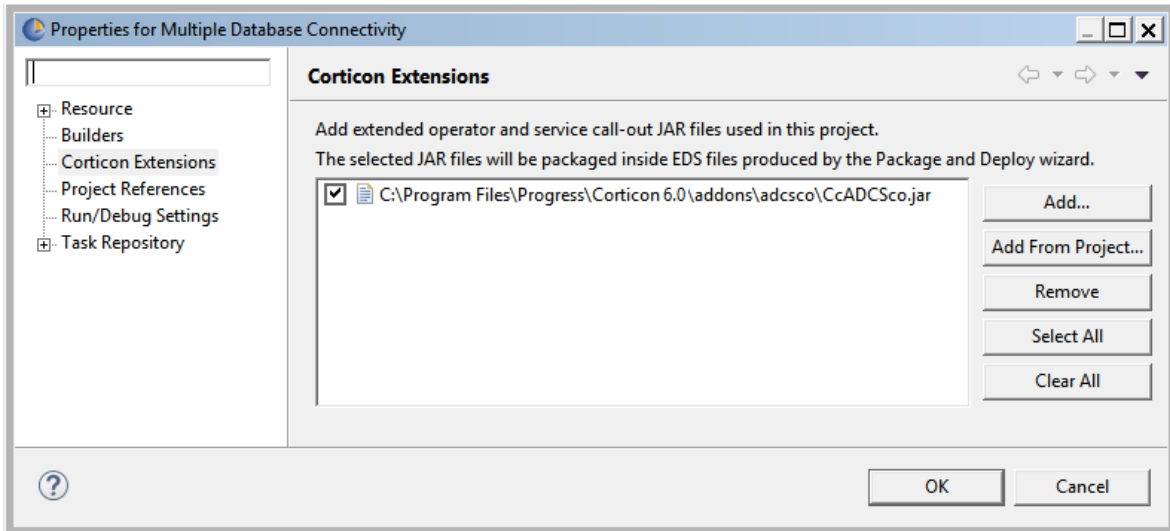 Properties for Multiple Database Connectivity
Resource
Builders
Corticon Extensions
Project References
Run/Debug Settings
Task Repository
Corticon Extensions
Add extended operator and service call-out JAR files used in this project.
The selected JAR files will be packaged inside EDS files produced by the Package and Deploy wizard.
C:\Program Files\Progress\Corticon 6.0\addons\adcsco\CcADCSco.jar
Add...
Add From Project...
Remove
Select All
Clear All
?
OK
Cancel